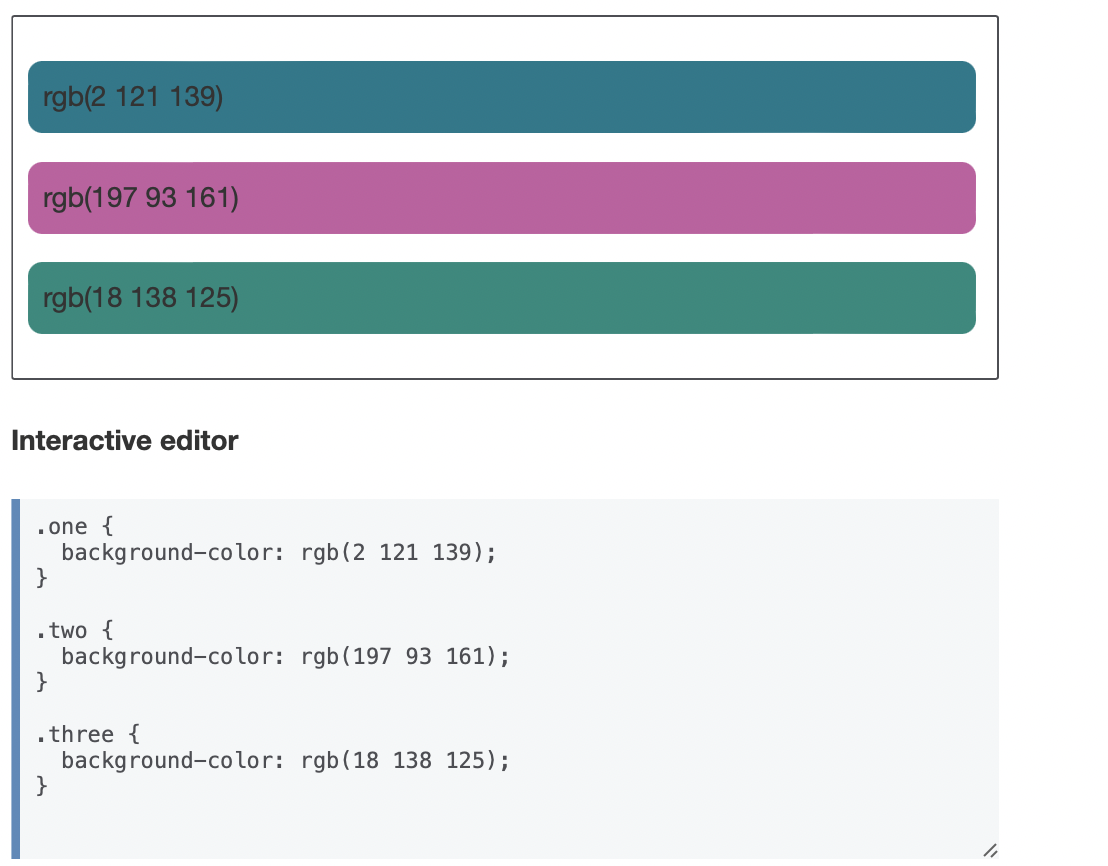 rgb(2 121 139)
rgb(197 93 161)
rgb(18 138 125)
Interactive editor
.one {
  background-color: rgb(2 121 139);
}

.two {
  background-color: rgb(197 93 161);
}

.three {
  background-color: rgb(18 138 125);
}